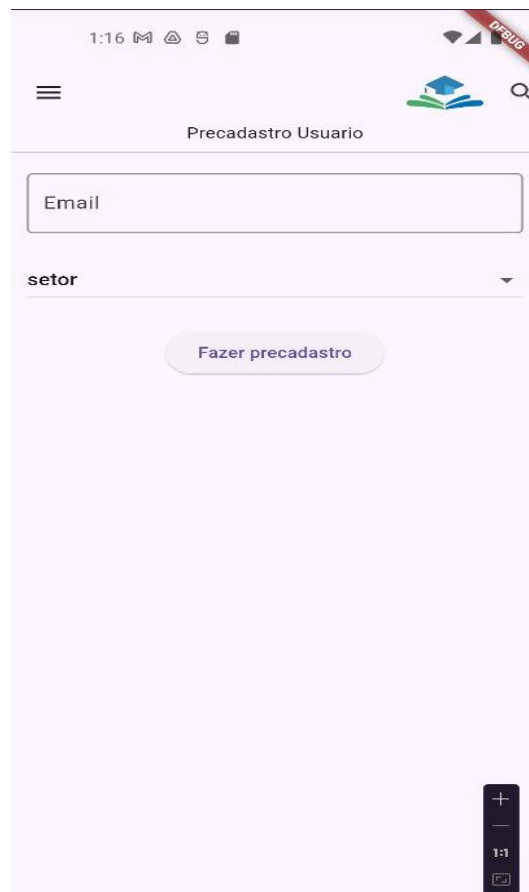 1:16
DEBUG
Precadastro Usuario
Email
setor
Fazer precadastro
1:1